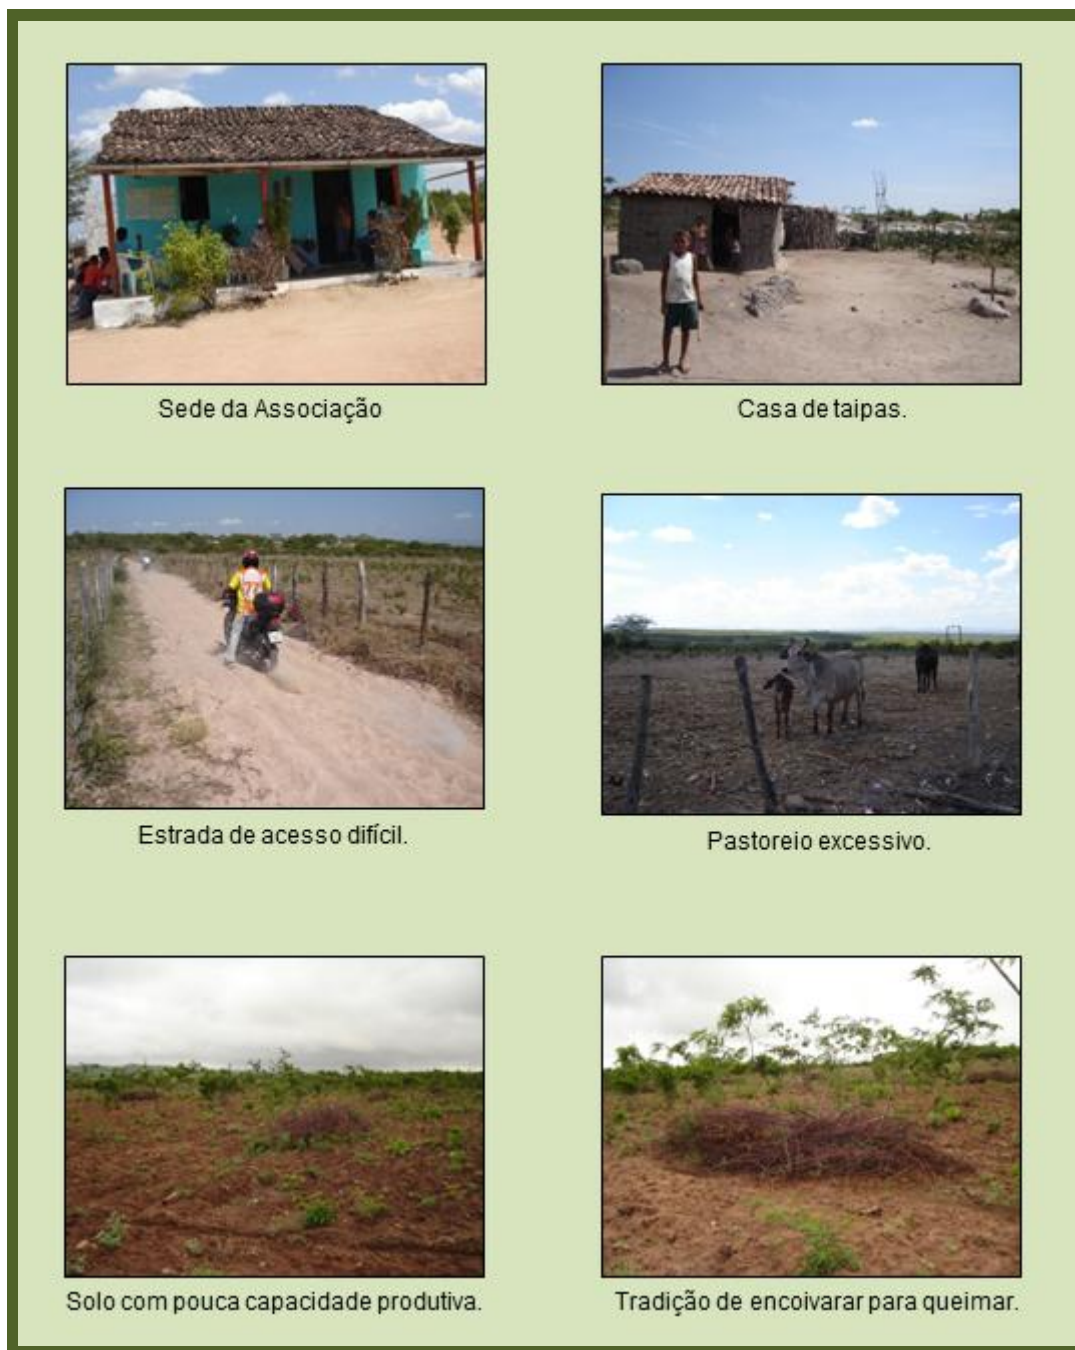 Sede da Associação
Casa de taipas.
Estrada de acesso difícil.
Pastoreio excessivo.
Solo com pouca capacidade produtiva.
Tradição de encoivarar para queimar.